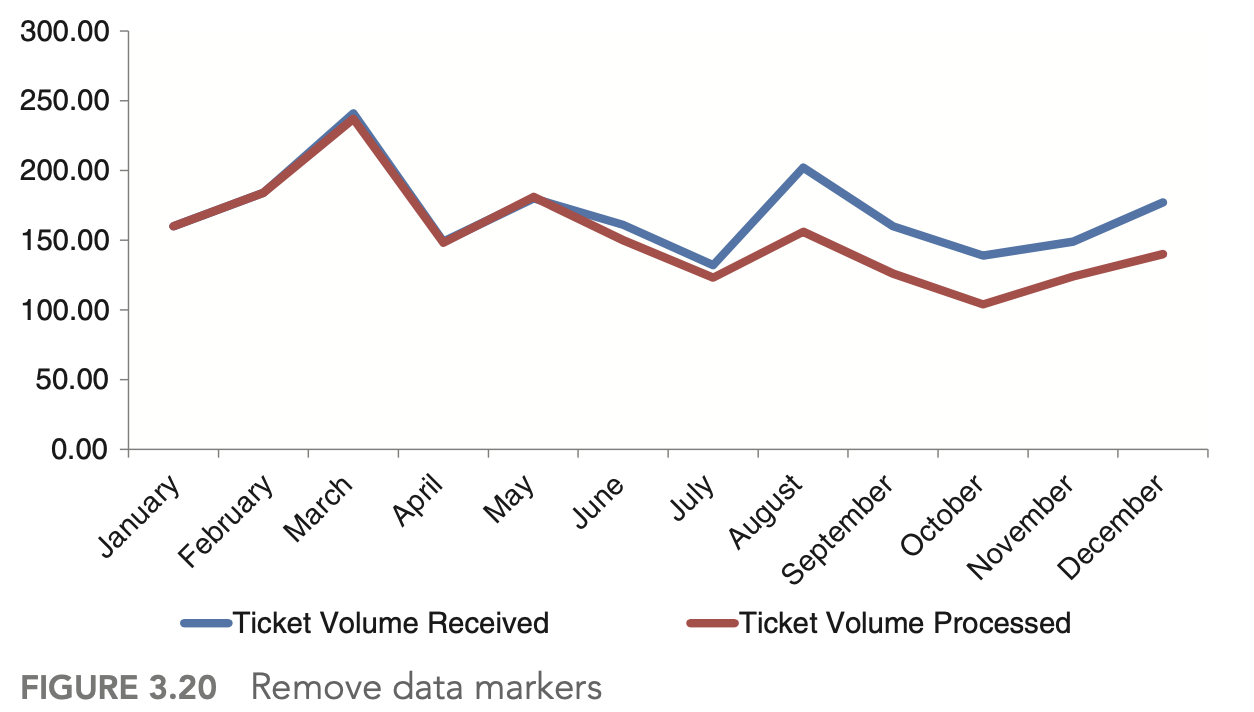 300.00
250.00
200.00
150.00
100.00
50.00
0.00
January
February
March
April
May
June
July
August
September
October
November
December
Ticket Volume Received
Ticket Volume Processed
FIGURE 3.20 Remove data markers